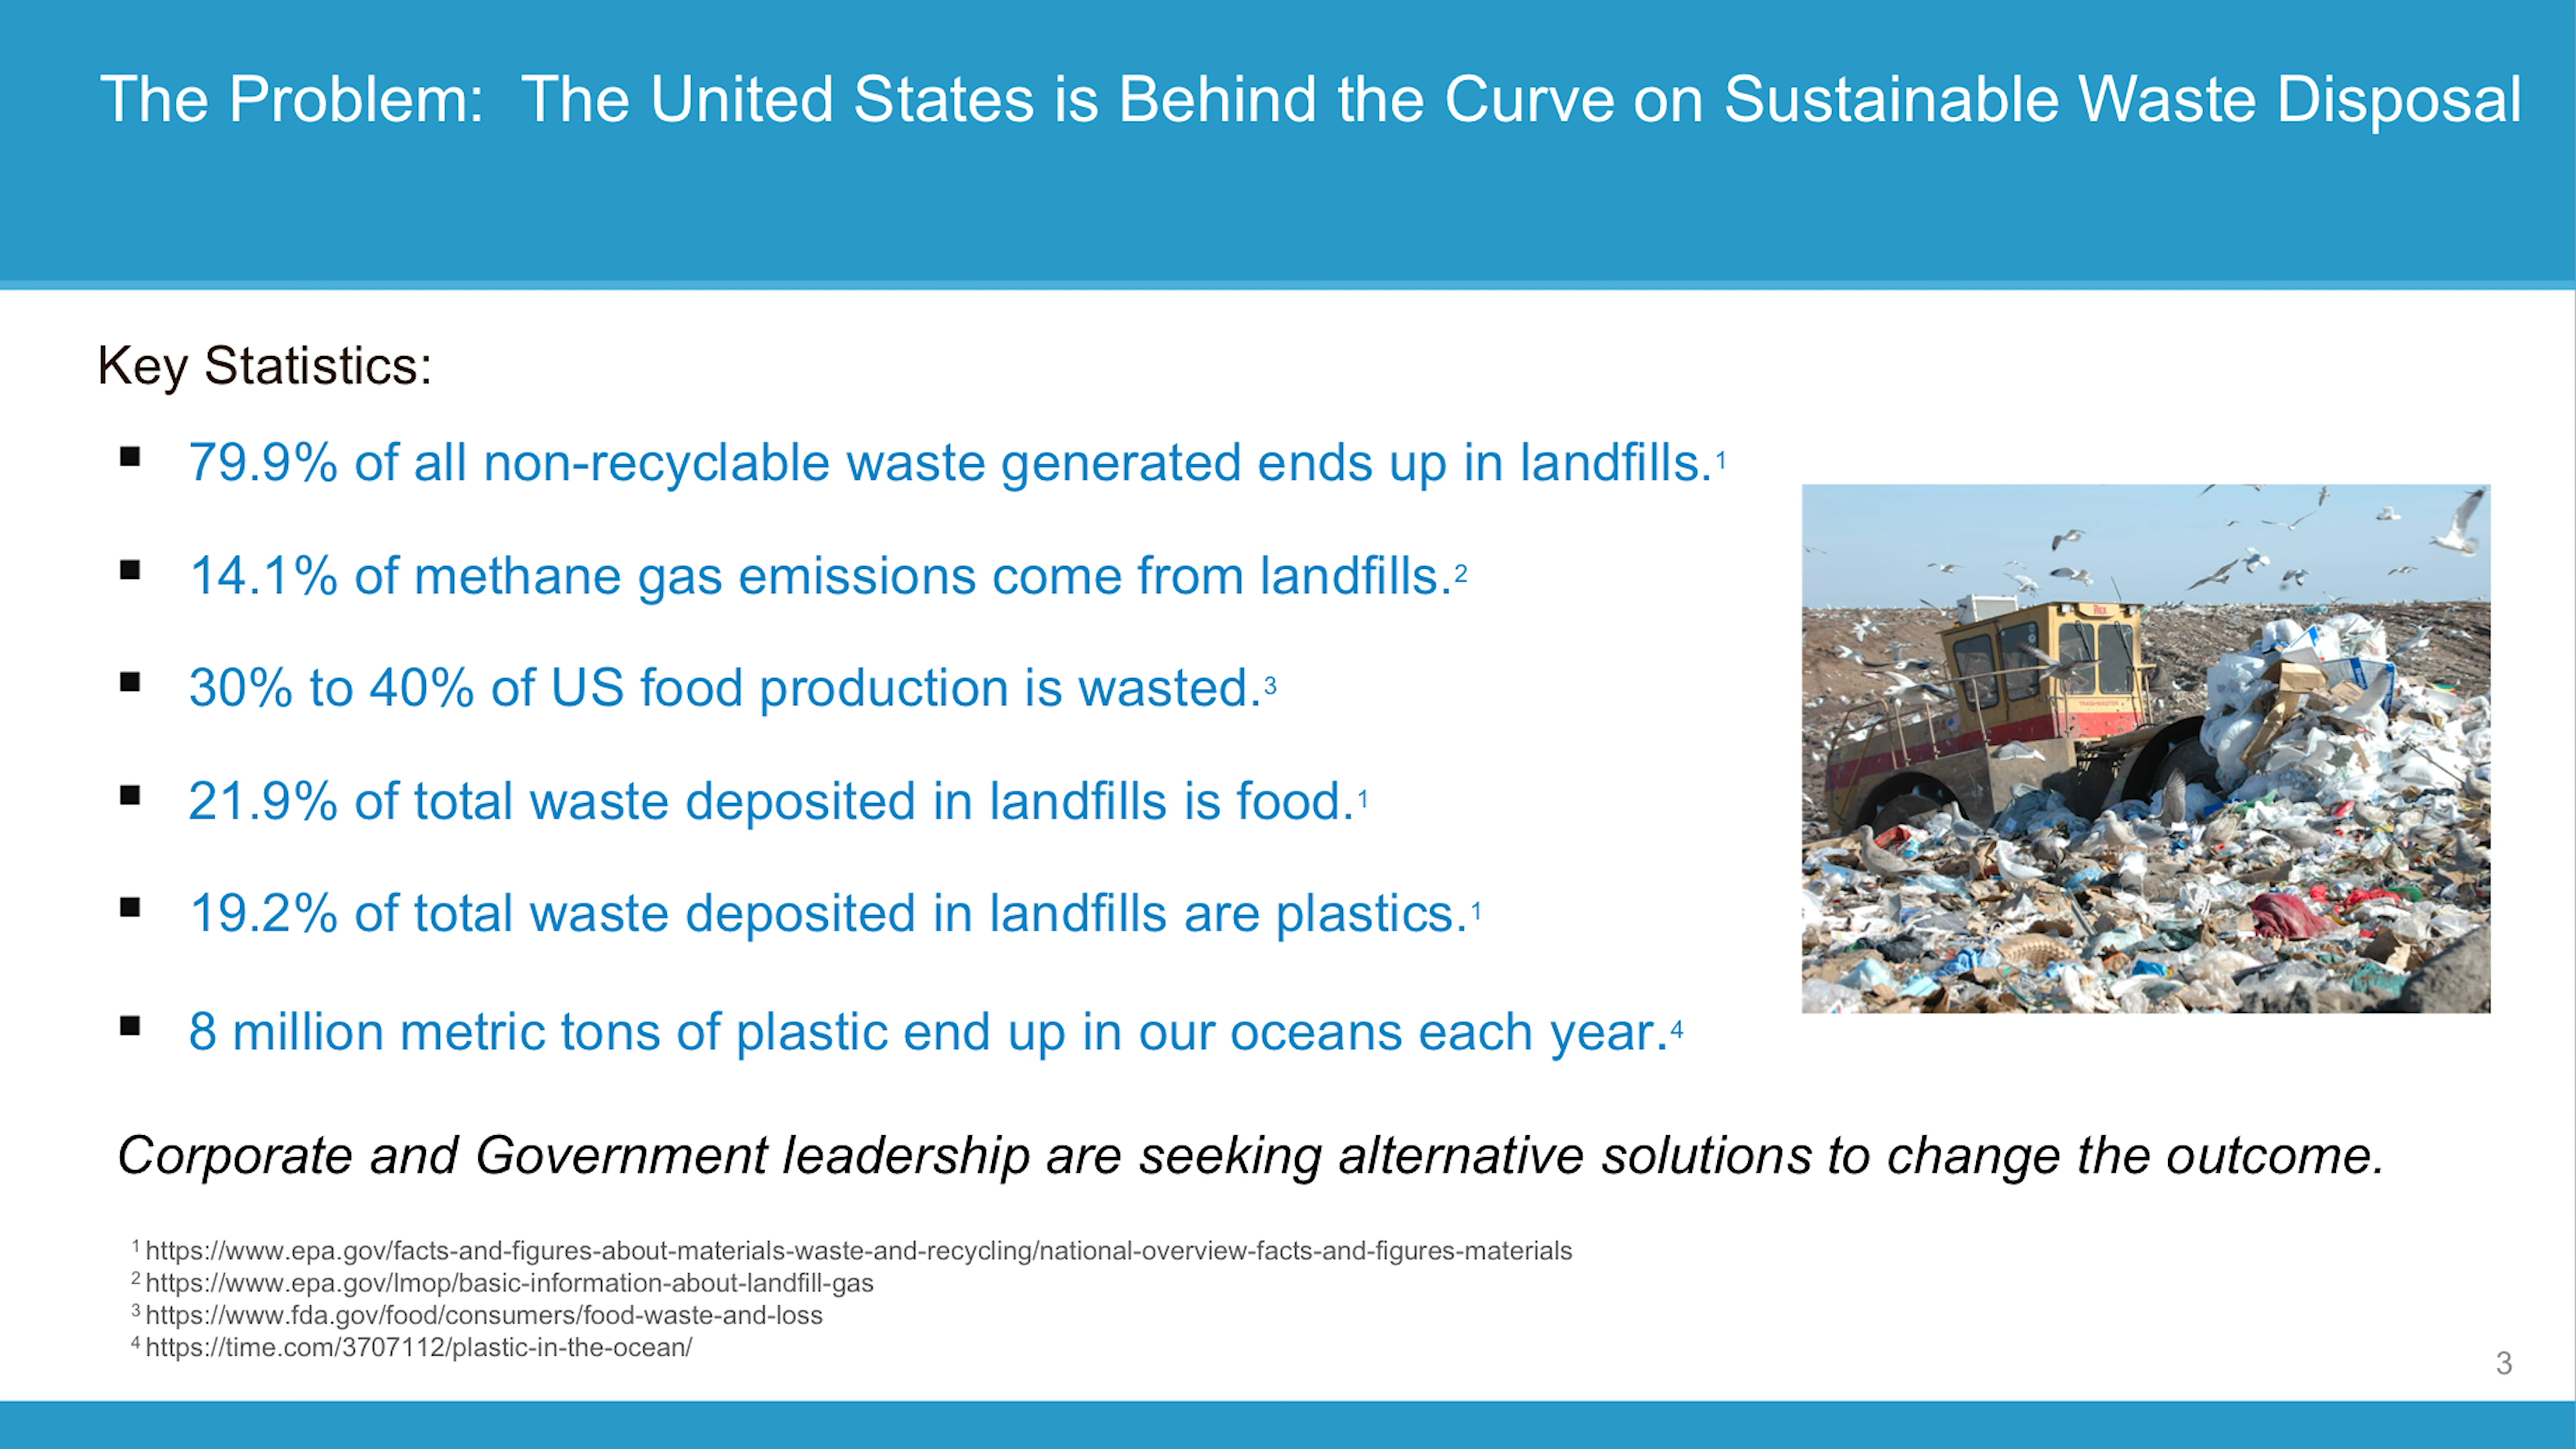 The Problem:  The United States is Behind the Curve on Sustainable Waste Disposal
Key Statistics:
▪ 79.9% of all non-recyclable waste generated ends up in landfills.¹
▪ 14.1% of methane gas emissions come from landfills.²
▪ 30% to 40% of US food production is wasted.³
▪ 21.9% of total waste deposited in landfills is food.¹
▪ 19.2% of total waste deposited in landfills are plastics.¹
▪ 8 million metric tons of plastic end up in our oceans each year.⁴
Corporate and Government leadership are seeking alternative solutions to change the outcome.
¹ https://www.epa.gov/facts-and-figures-about-materials-waste-and-recycling/national-overview-facts-and-figures-materials
² https://www.epa.gov/lmop/basic-information-about-landfill-gas
³ https://www.fda.gov/food/consumers/food-waste-and-loss
⁴ https://time.com/3707112/plastic-in-the-ocean/
3